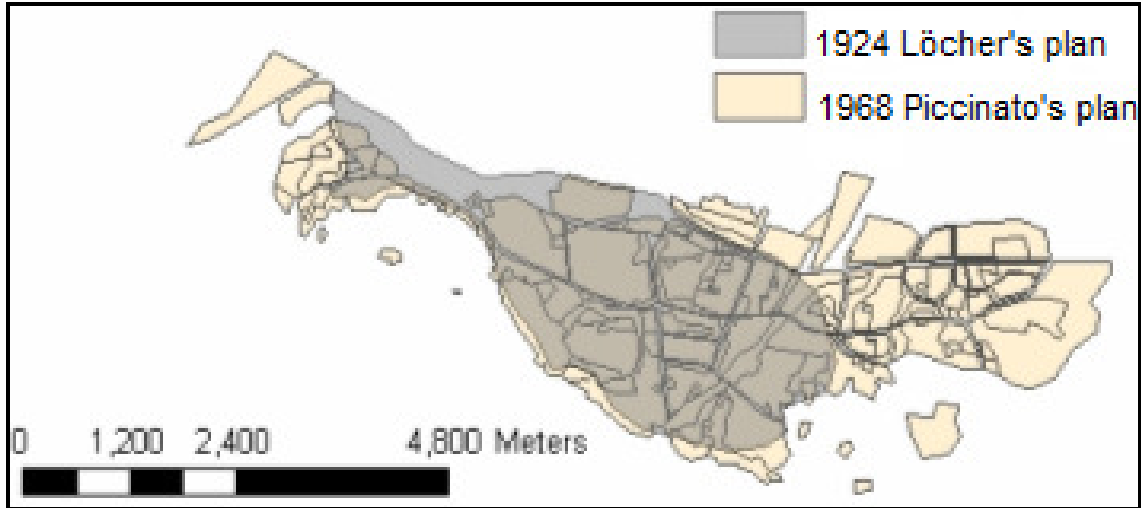 1924 Löcher's plan
1968 Piccinato's plan
0 1,200 2,400 4,800 Meters